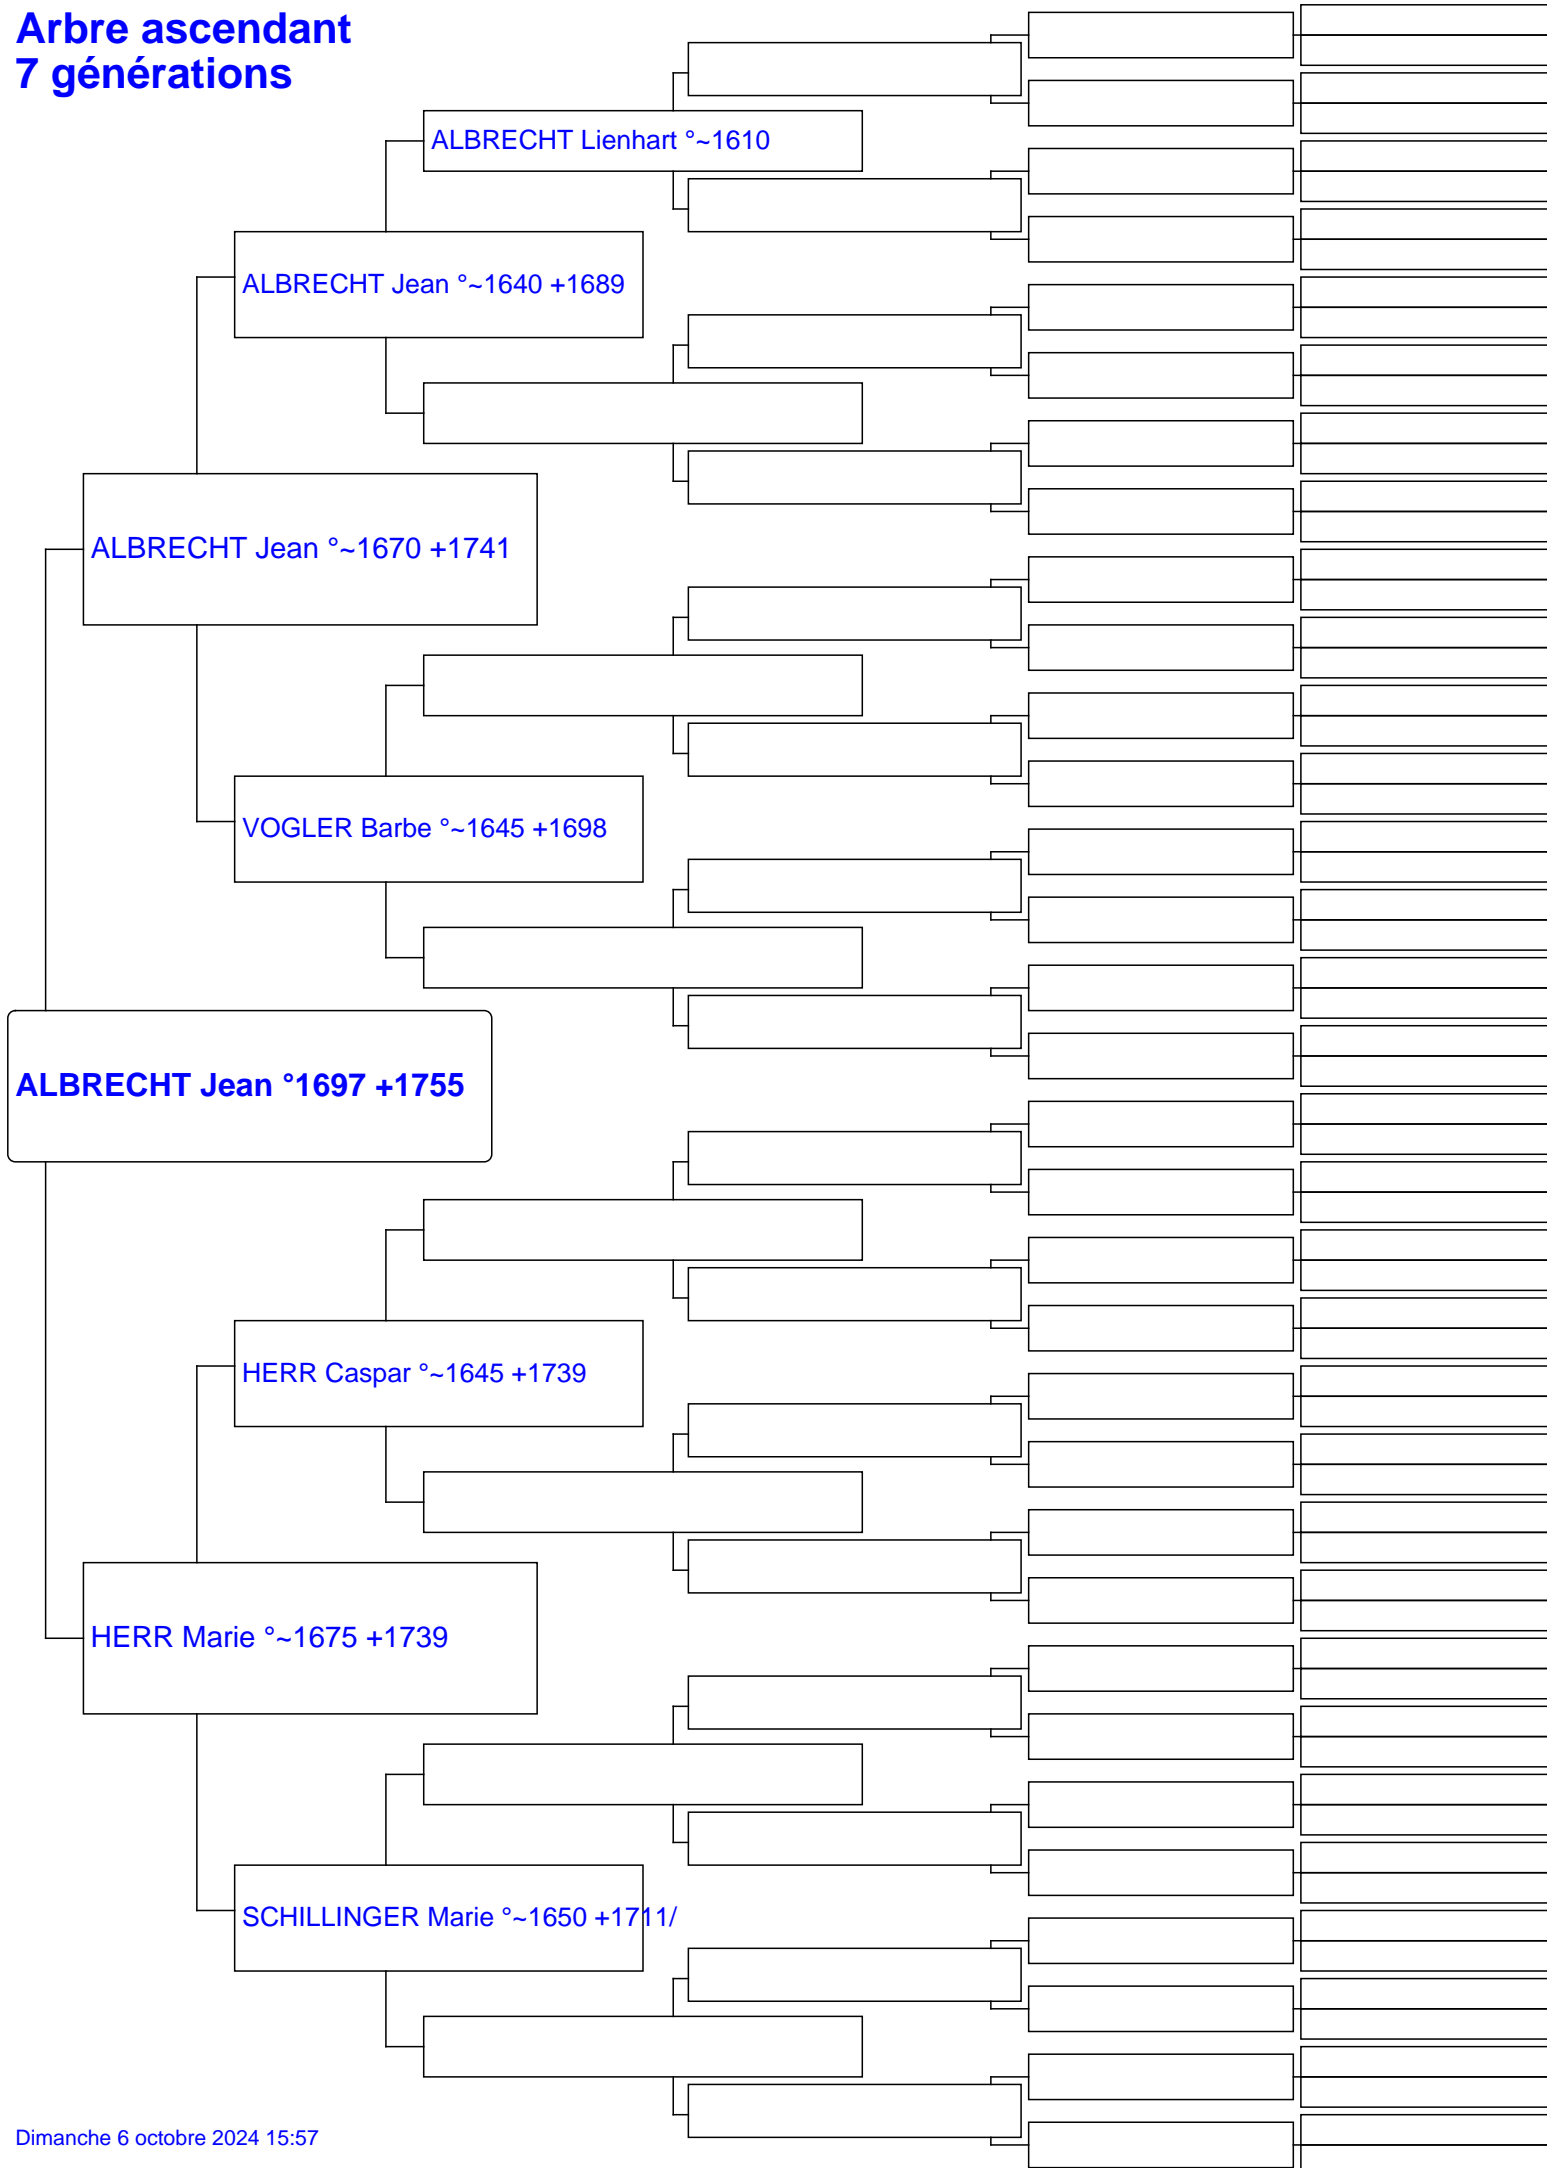 Arbre ascendant
7 générations
ALBRECHT Lienhart °~1610
ALBRECHT Jean °~1640 +1689
ALBRECHT Jean °~1670 +1741
VOGLER Barbe °~1645 +1698
ALBRECHT Jean °1697 +1755
HERR Caspar °~1645 +1739
HERR Marie °~1675 +1739
SCHILLINGER Marie °~1650 +1711/
Dimanche 6 octobre 2024 15:57